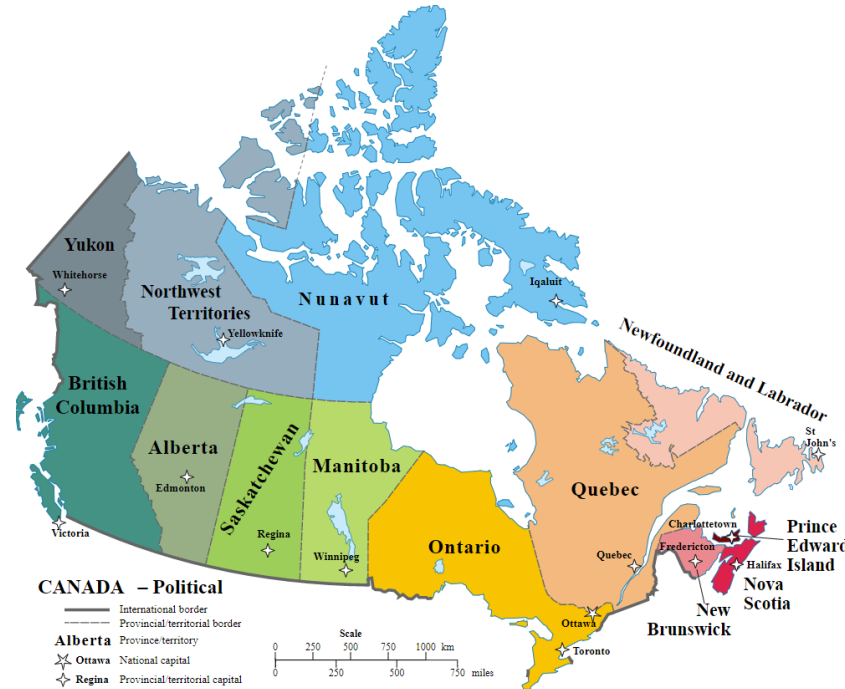 Yukon
Whitehorse
Northwest
Territories
Yellowknife
Nunavut
Iqaluit
British
Columbia
Victoria
Alberta
Edmonton
Saskatchewan
Regina
Manitoba
Winnipeg
Ontario
Ottawa
Toronto
Quebec
Quebec
Newfoundland and Labrador
St
John's
Charlottetown
Prince
Edward
Island
Fredericton
New
Brunswick
Halifax
Nova
Scotia
CANADA – Political
International border
Provincial/territorial border
Alberta Province/territory
Ottawa National capital
Regina Provincial/territorial capital
Scale
0 250 500 750 1000 km
0 250 500 750 miles